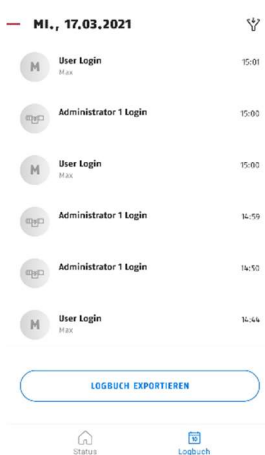 MI., 17.03.2021
M
User Login 15:01
Max
Administrator 1 Login 15:00
M
User Login 15:00
Max
Administrator 1 Login 14:59
Administrator 1 Login 14:50
M
User Login 14:44
Max
LOGBUCH EXPORTIEREN
Status
Logbuch